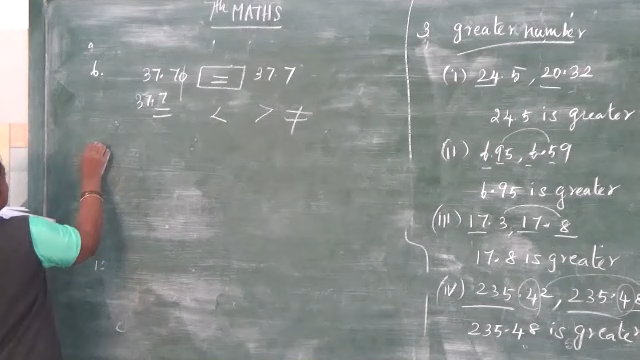 7th MATHS
b. 37.70 = 37.7
37.7 < > ≠
3 greater number
(i) 24.5, 20.32
24.5 is greater
(ii) 6.95, 6.59
6.95 is greater
(iii) 17.3, 17.8
17.8 is greater
(iv) 235.42, 235.48
235.48 is greater